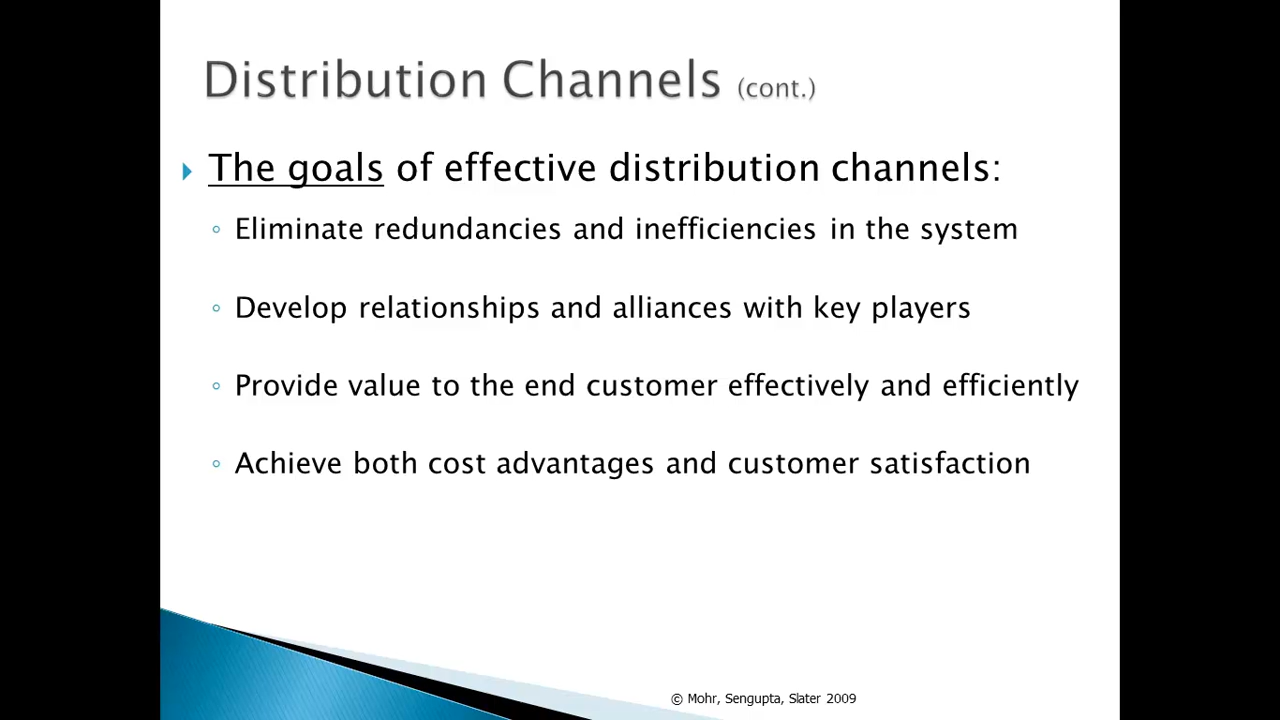 Distribution Channels (cont.)
The goals of effective distribution channels:
Eliminate redundancies and inefficiencies in the system
Develop relationships and alliances with key players
Provide value to the end customer effectively and efficiently
Achieve both cost advantages and customer satisfaction
© Mohr, Sengupta, Slater 2009